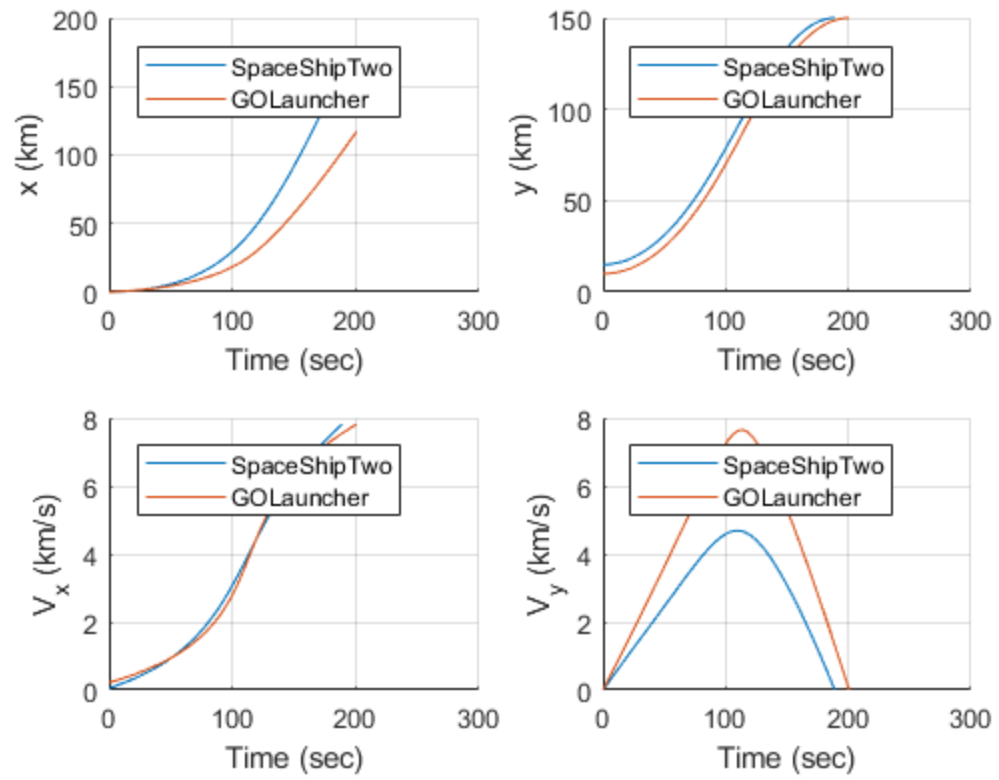 200
150
100
50
0
x (km)
SpaceShipTwo
GOLauncher
0 100 200 300
Time (sec)
150
100
50
0
y (km)
SpaceShipTwo
GOLauncher
0 100 200 300
Time (sec)
8
6
4
2
0
V_x (km/s)
SpaceShipTwo
GOLauncher
0 100 200 300
Time (sec)
8
6
4
2
0
V_y (km/s)
SpaceShipTwo
GOLauncher
0 100 200 300
Time (sec)